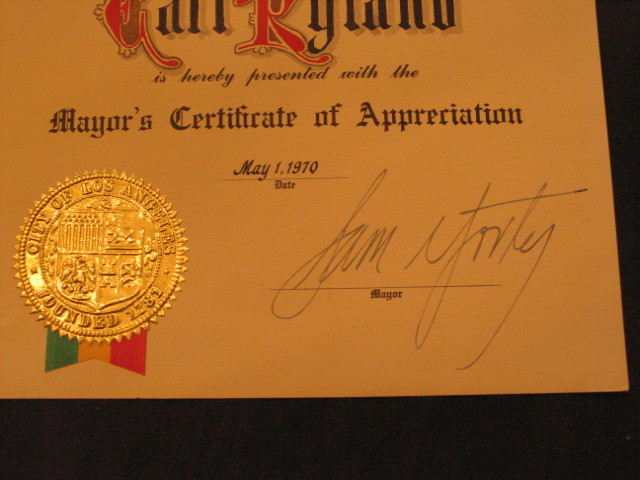 Carl Ryland
is hereby presented with the
Mayor's Certificate of Appreciation
May 1, 1970
Date
Sam Yorty
Mayor
CITY OF LOS ANGELES
FOUNDED 1781